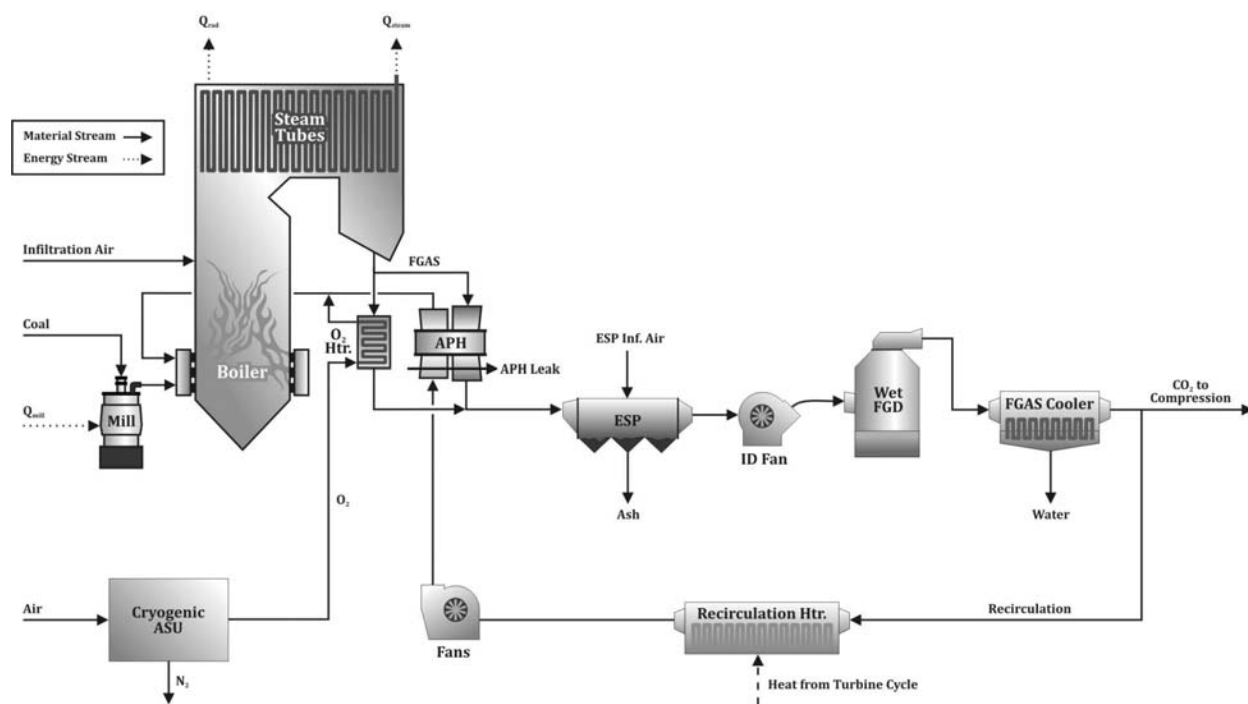 Q_rad
Q_steam
Steam
Tubes
Material Stream
Energy Stream
Infiltration Air
FGAS
Coal
O₂
Htr.
APH
ESP Inf. Air
APH Leak
Boiler
Wet
FGD
CO₂ to
Compression
FGAS Cooler
Q_mill
Mill
ESP
ID Fan
O₂
Ash
Water
Air
Cryogenic
ASU
Recirculation Htr.
Recirculation
Fans
N₂
Heat from Turbine Cycle